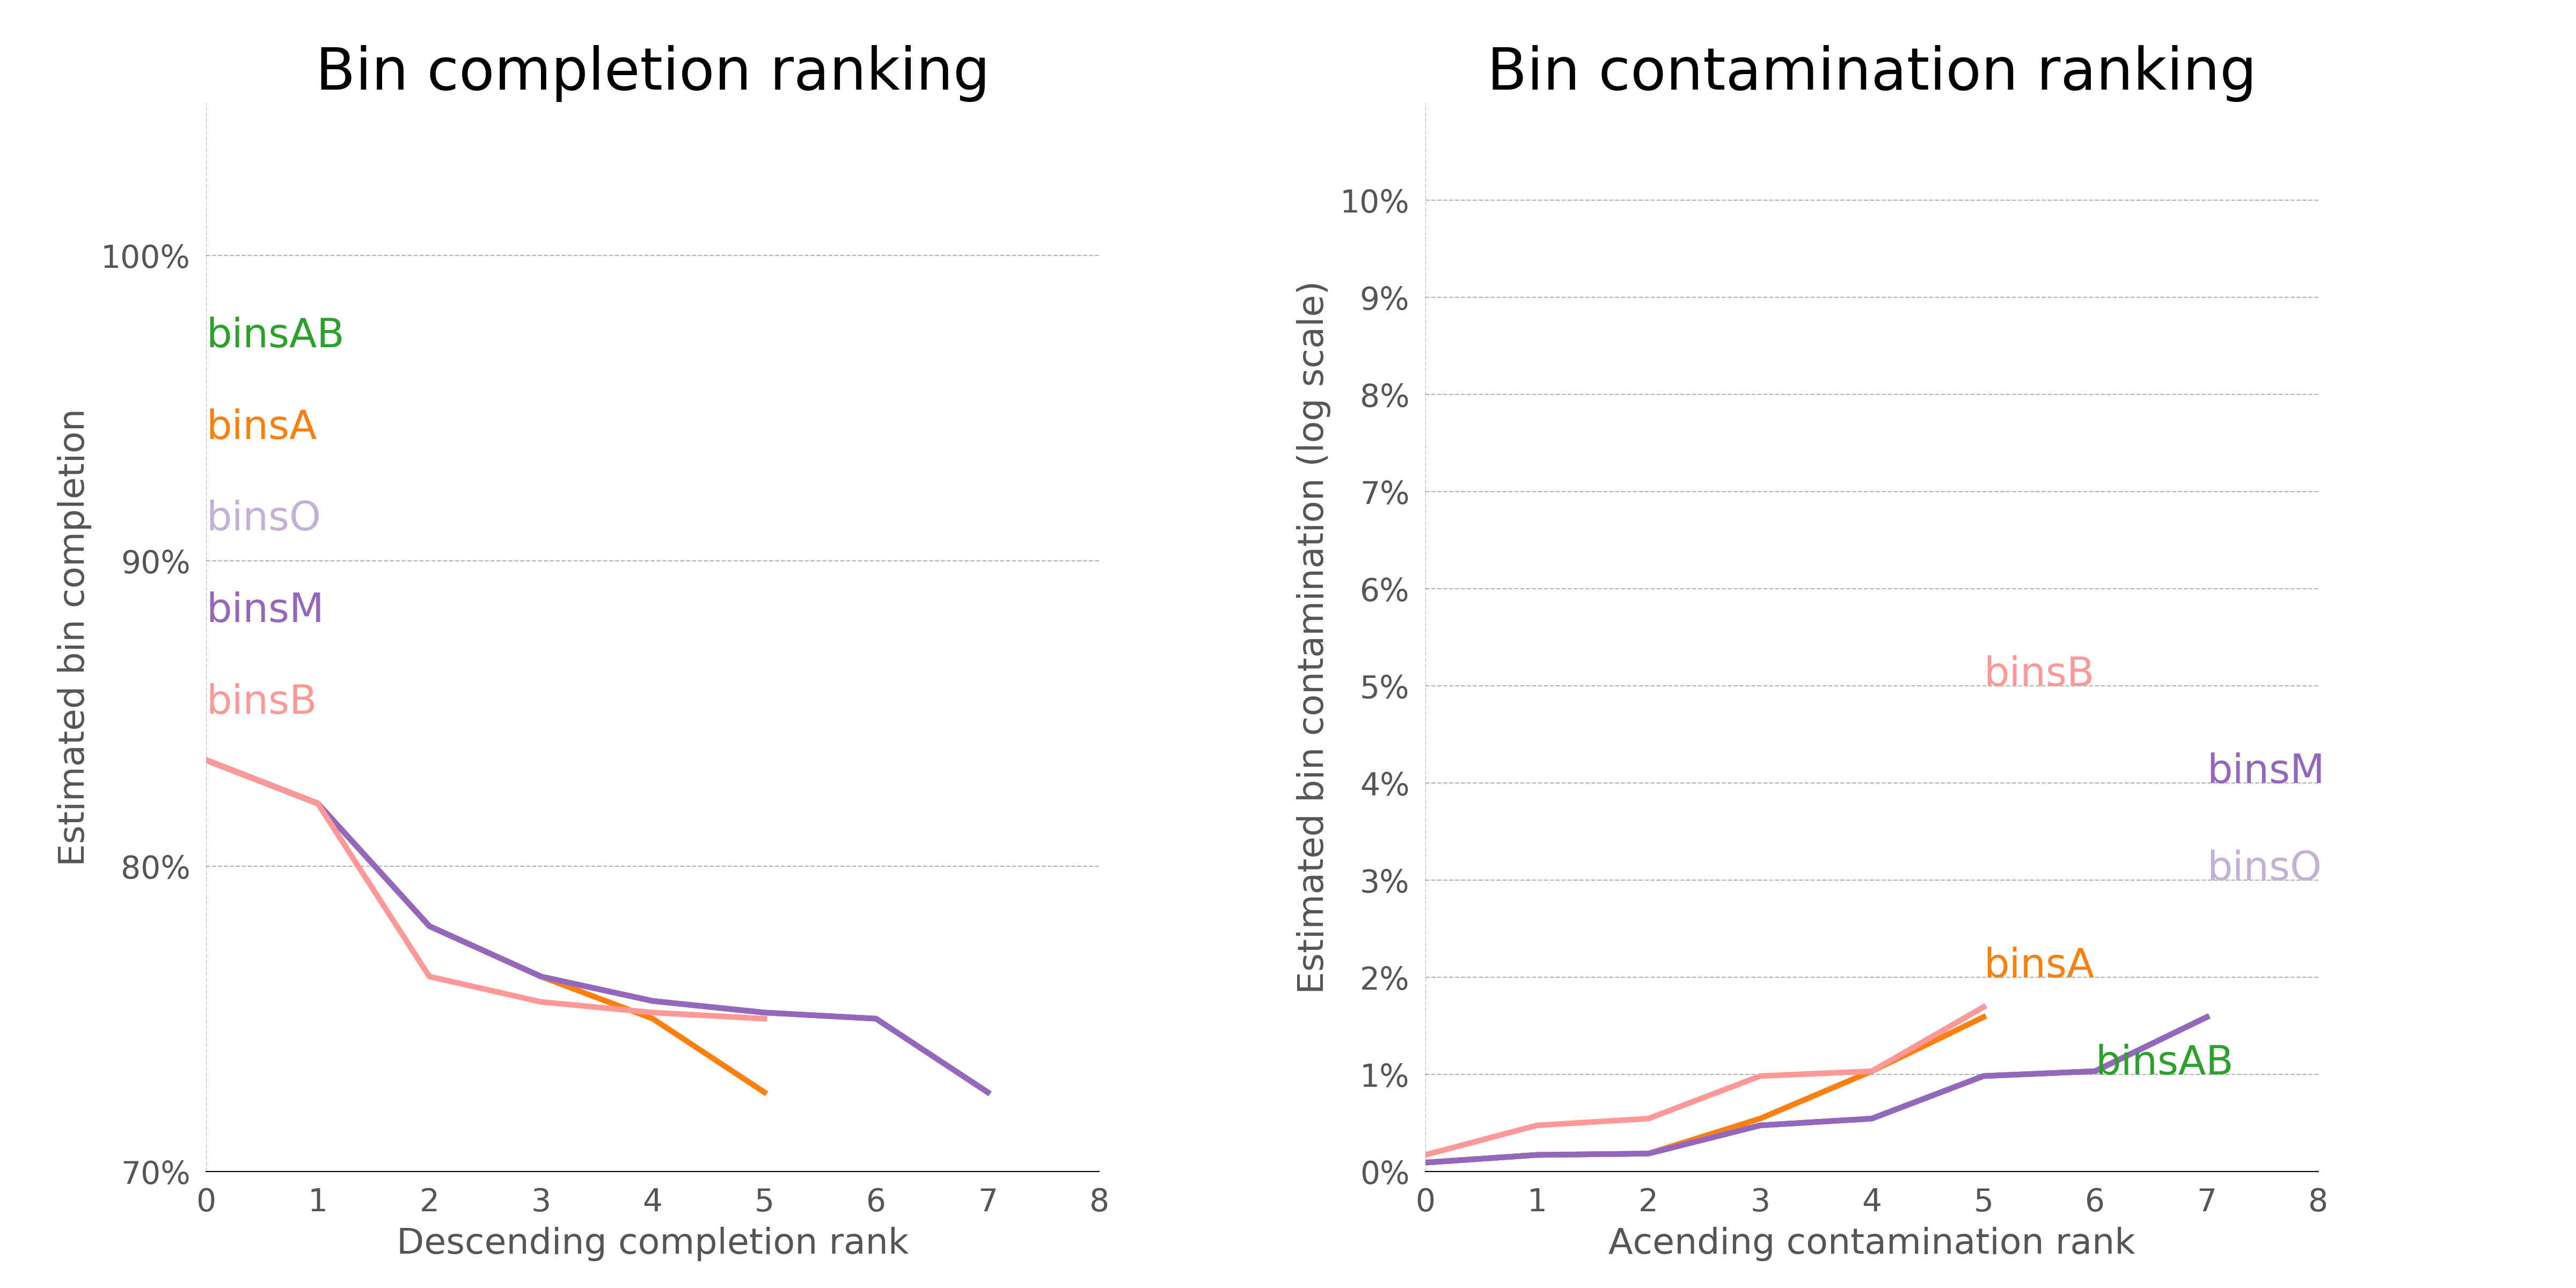 Bin completion ranking
Estimated bin completion
100%
90%
80%
70%
binsAB
binsA
binsO
binsM
binsB
0 1 2 3 4 5 6 7 8
Descending completion rank
Bin contamination ranking
Estimated bin contamination (log scale)
10%
9%
8%
7%
6%
5%
4%
3%
2%
1%
0%
binsB
binsM
binsO
binsA
binsAB
0 1 2 3 4 5 6 7 8
Acending contamination rank